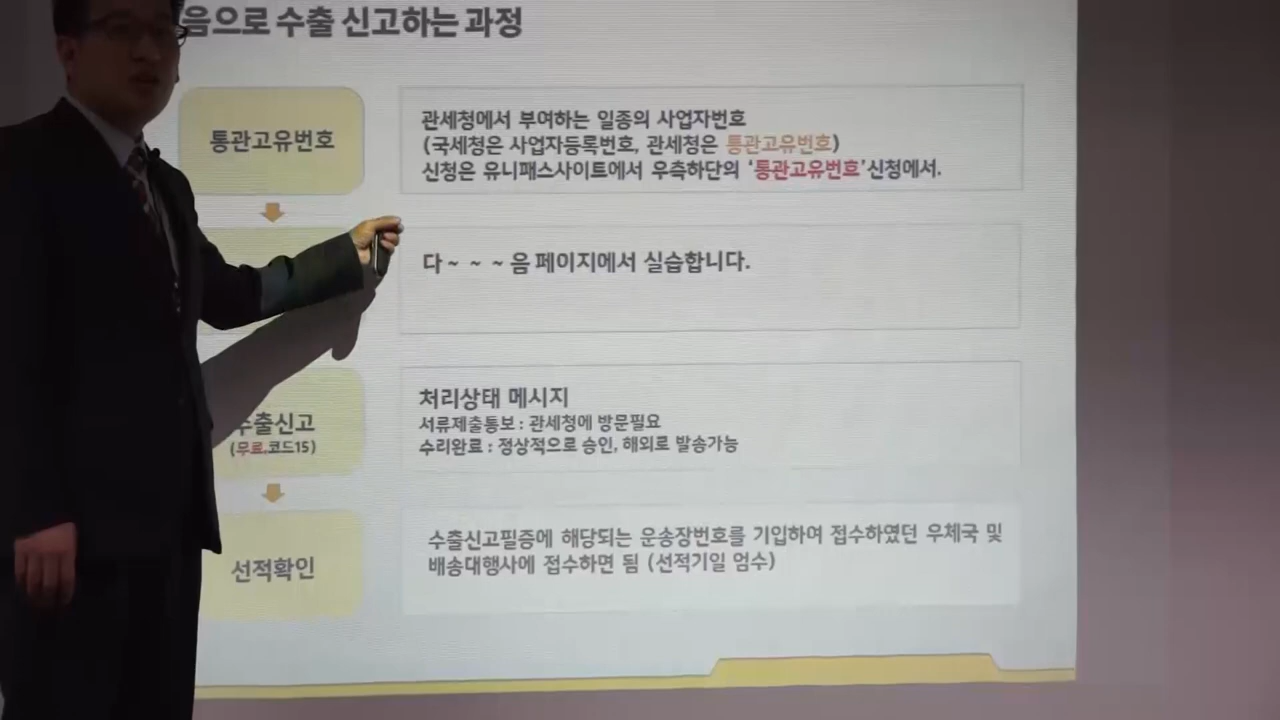 음으로 수출 신고하는 과정
통관고유번호
관세청에서 부여하는 일종의 사업자번호
(국세청은 사업자등록번호, 관세청은 통관고유번호)
신청은 유니패스사이트에서 우측하단의 ‘통관고유번호’신청에서.
다~ ~ ~ 음 페이지에서 실습합니다.
수출신고
(무료,코드15)
처리상태 메시지
서류제출통보 : 관세청에 방문필요
수리완료 : 정상적으로 승인, 해외로 발송가능
선적확인
수출신고필증에 해당되는 운송장번호를 기입하여 접수하였던 우체국 및
배송대행사에 접수하면 됨 (선적기일 엄수)